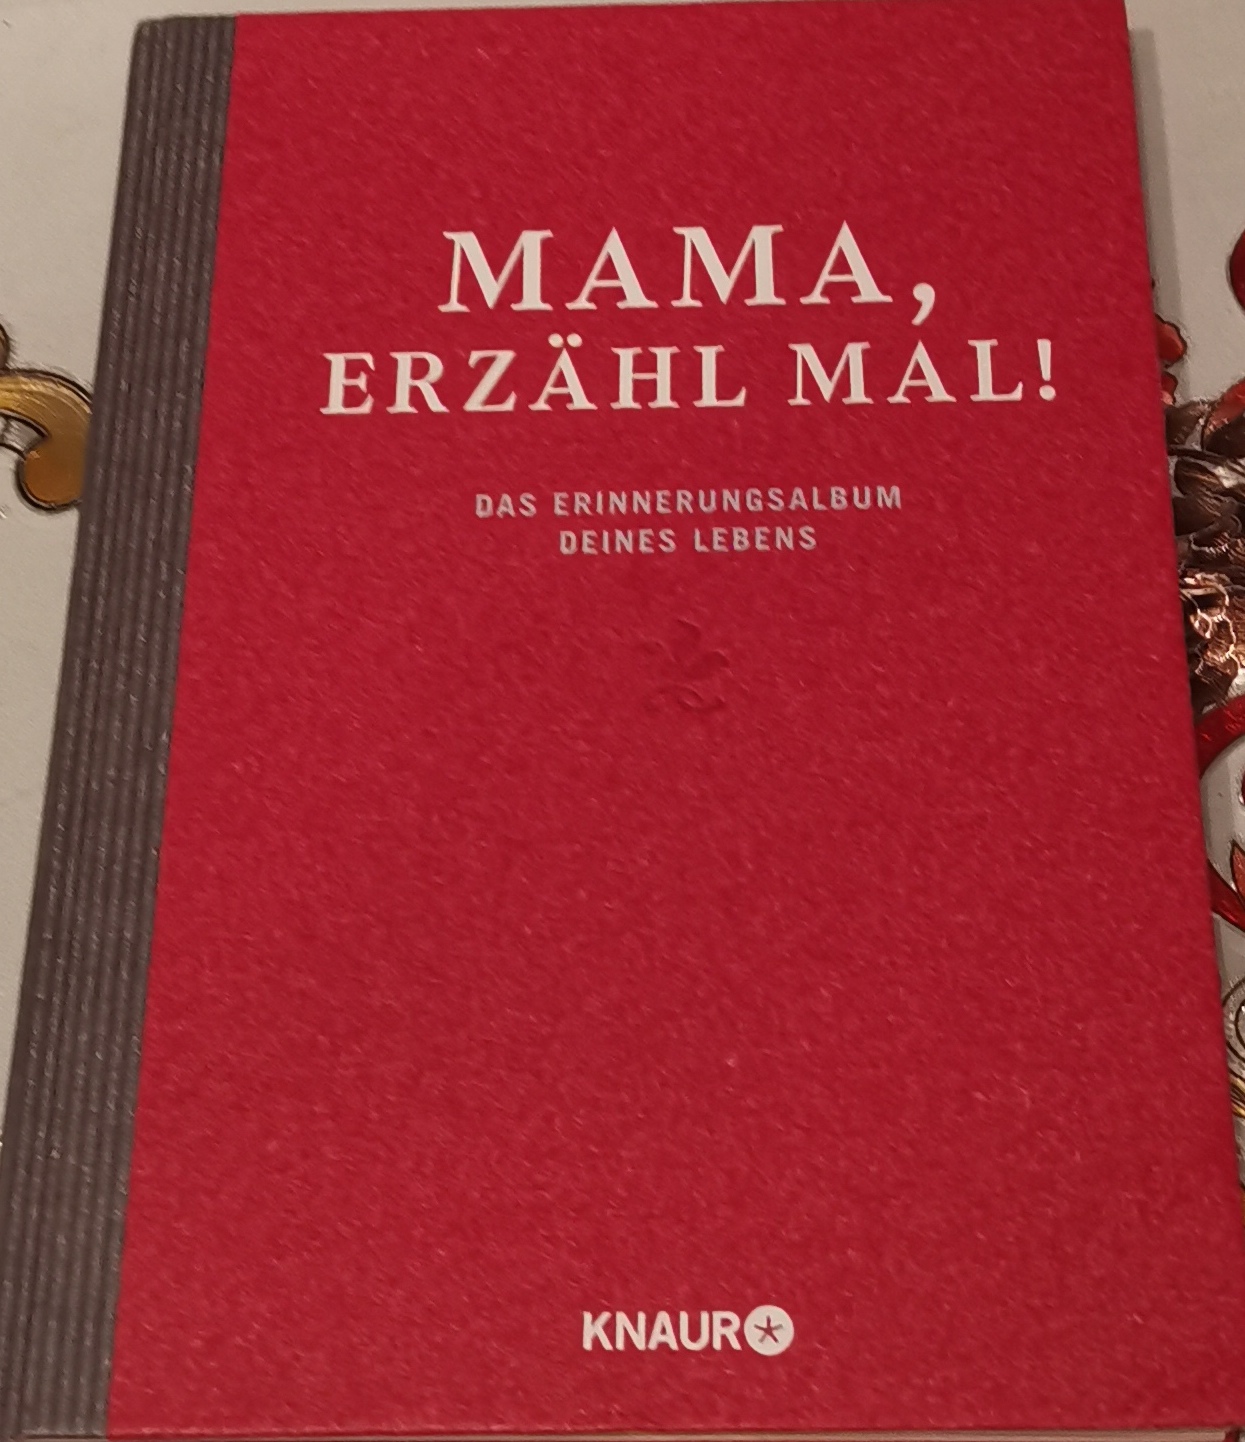 MAMA,
ERZÄHL MAL!
DAS ERINNERUNGSALBUM
DEINES LEBENS
KNAUR